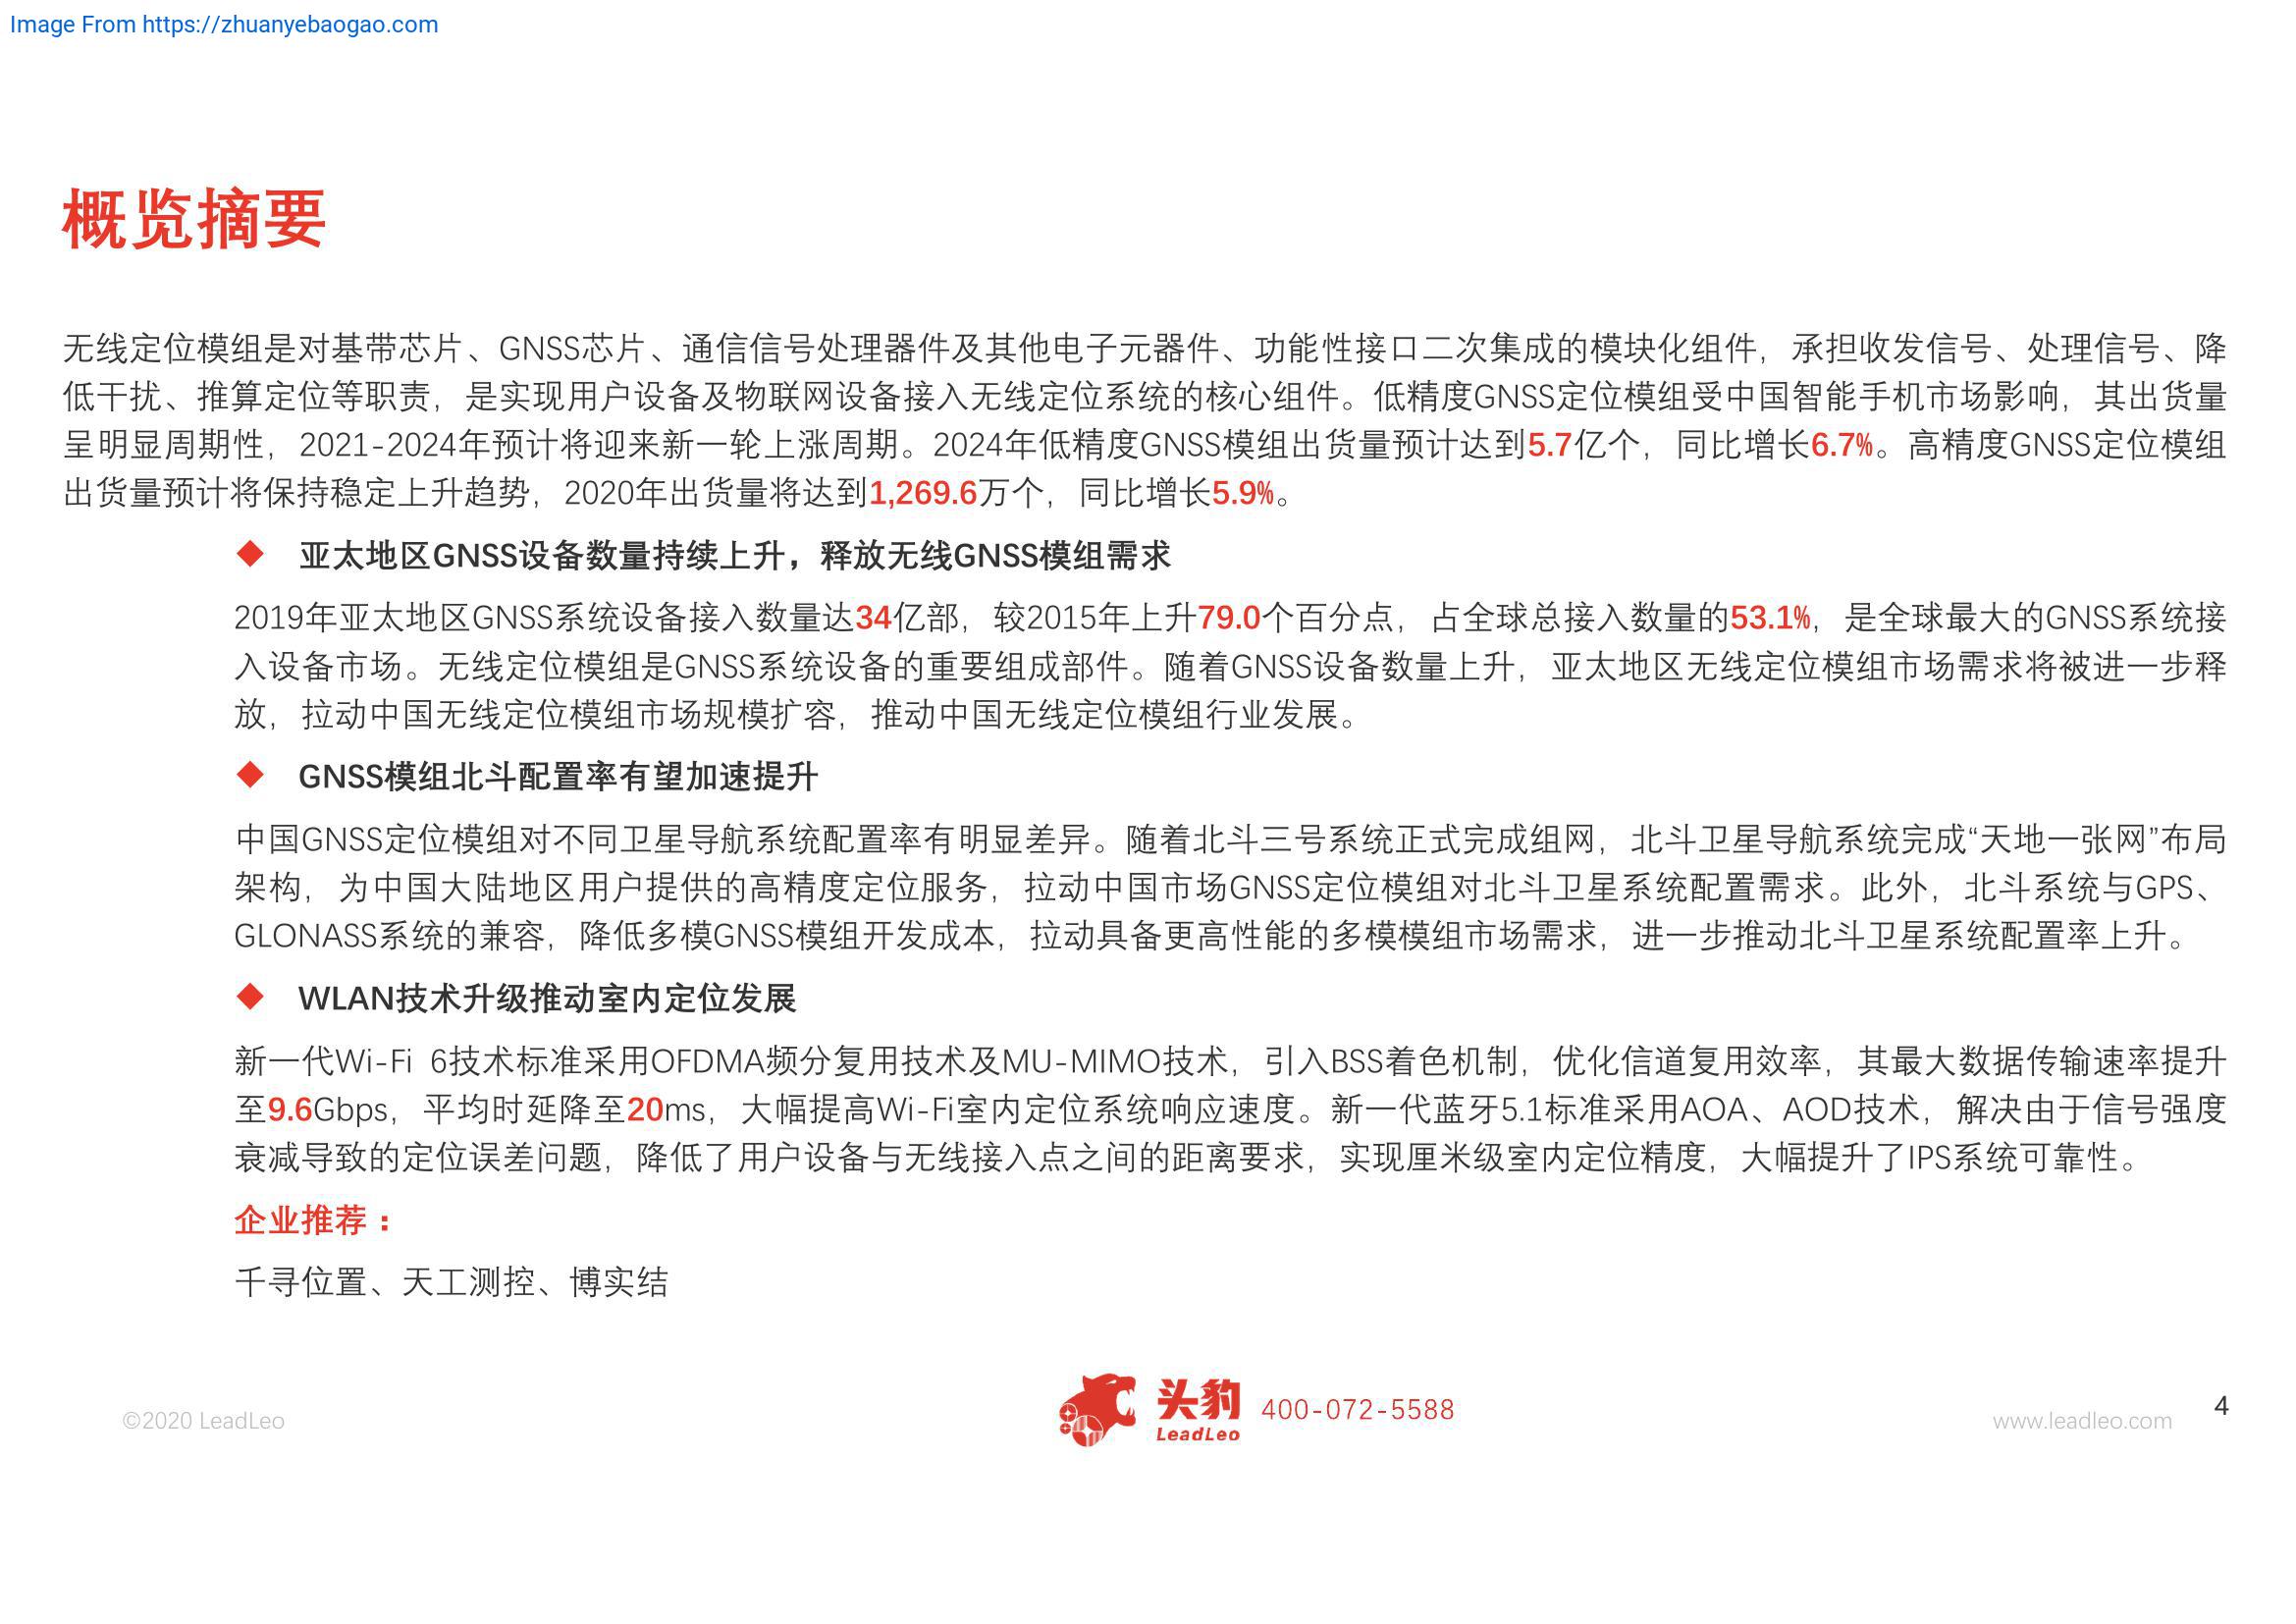 Image From https://zhuanyebaogao.com
概览摘要
无线定位模组是对基带芯片、GNSS芯片、通信信号处理器件及其他电子元器件、功能性接口二次集成的模块化组件，承担收发信号、处理信号、降
低干扰、推算定位等职责，是实现用户设备及物联网设备接入无线定位系统的核心组件。低精度GNSS定位模组受中国智能手机市场影响，其出货量
呈明显周期性，2021-2024年预计将迎来新一轮上涨周期。2024年低精度GNSS模组出货量预计达到5.7亿个，同比增长6.7%。高精度GNSS定位模组
出货量预计将保持稳定上升趋势，2020年出货量将达到1,269.6万个，同比增长5.9%。
◆ 亚太地区GNSS设备数量持续上升，释放无线GNSS模组需求
2019年亚太地区GNSS系统设备接入数量达34亿部，较2015年上升79.0个百分点，占全球总接入数量的53.1%，是全球最大的GNSS系统接
入设备市场。无线定位模组是GNSS系统设备的重要组成部件。随着GNSS设备数量上升，亚太地区无线定位模组市场需求将被进一步释
放，拉动中国无线定位模组市场规模扩容，推动中国无线定位模组行业发展。
◆ GNSS模组北斗配置率有望加速提升
中国GNSS定位模组对不同卫星导航系统配置率有明显差异。随着北斗三号系统正式完成组网，北斗卫星导航系统完成“天地一张网”布局
架构，为中国大陆地区用户提供的高精度定位服务，拉动中国市场GNSS定位模组对北斗卫星系统配置需求。此外，北斗系统与GPS、
GLONASS系统的兼容，降低多模GNSS模组开发成本，拉动具备更高性能的多模模组市场需求，进一步推动北斗卫星系统配置率上升。
◆ WLAN技术升级推动室内定位发展
新一代Wi-Fi 6技术标准采用OFDMA频分复用技术及MU-MIMO技术，引入BSS着色机制，优化信道复用效率，其最大数据传输速率提升
至9.6Gbps，平均时延降至20ms，大幅提高Wi-Fi室内定位系统响应速度。新一代蓝牙5.1标准采用AOA、AOD技术，解决由于信号强度
衰减导致的定位误差问题，降低了用户设备与无线接入点之间的距离要求，实现厘米级室内定位精度，大幅提升了IPS系统可靠性。
企业推荐：
千寻位置、天工测控、博实结
©2020 LeadLeo
头豹
LeadLeo
400-072-5588
www.leadleo.com
4